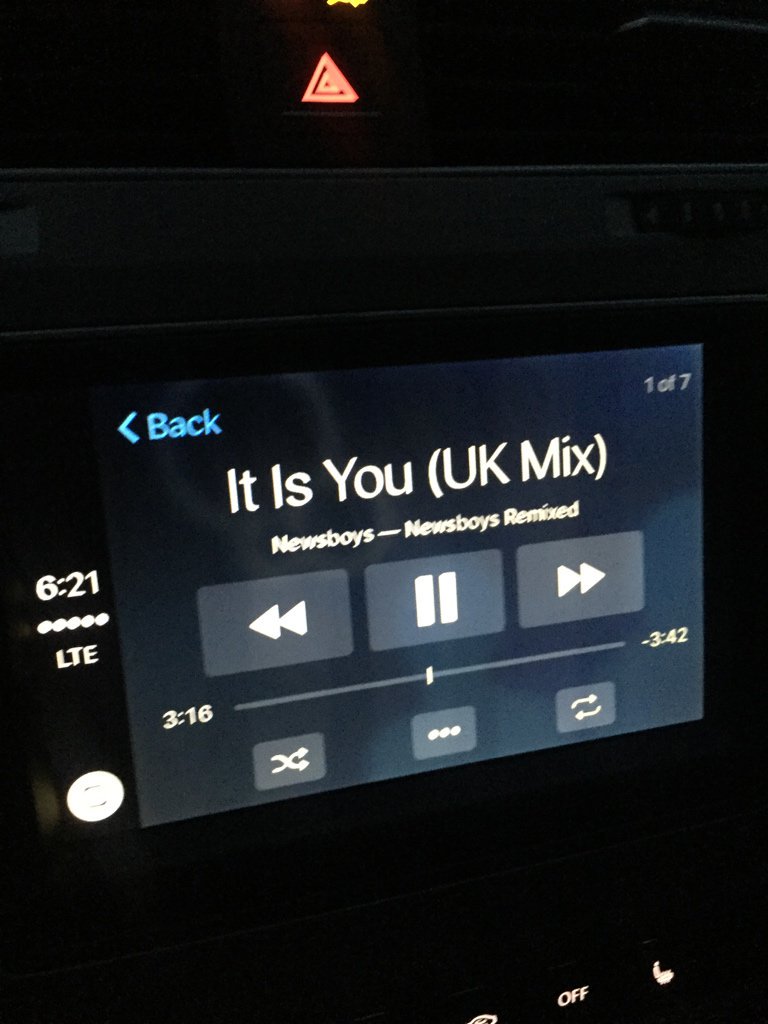 1 of 7
Back
It Is You (UK Mix)
Newsboys — Newsboys Remixed
6:21
LTE
3:16
-3:42
OFF